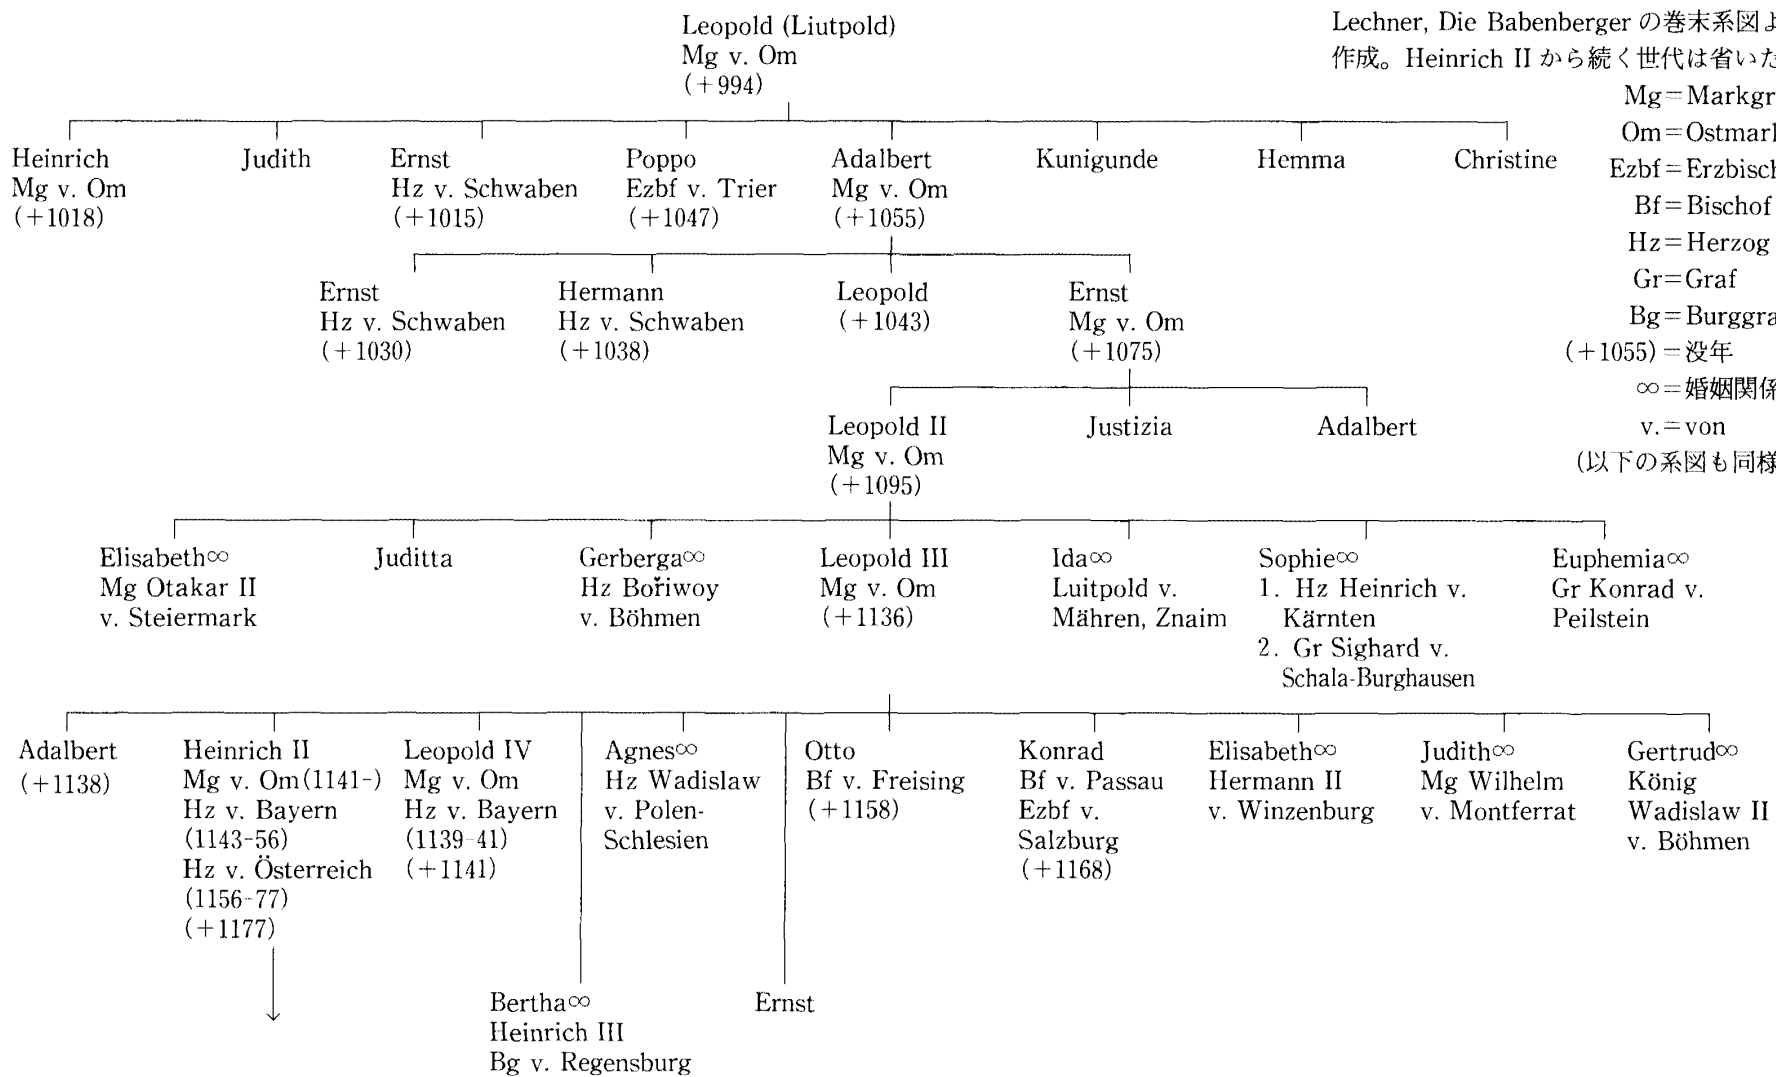 Leopold (Liutpold)
Mg v. Om
(+994)
Lechner, Die Babenberger の巻末系図よ
作成。Heinrich II から続く世代は省いた
Mg=Markgr
Om=Ostmar
Ezbf=Erzbisch
Bf=Bischof
Hz=Herzog
Gr=Graf
Bg=Burggra
(+1055)=没年
∞=婚姻関係
v.=von
(以下の系図も同様
Heinrich
Mg v. Om
(+1018)
Judith
Ernst
Hz v. Schwaben
(+1015)
Poppo
Ezbf v. Trier
(+1047)
Adalbert
Mg v. Om
(+1055)
Kunigunde
Hemma
Christine
Ernst
Hz v. Schwaben
(+1030)
Hermann
Hz v. Schwaben
(+1038)
Leopold
(+1043)
Ernst
Mg v. Om
(+1075)
Leopold II
Mg v. Om
(+1095)
Justizia
Adalbert
Elisabeth∞
Mg Otakar II
v. Steiermark
Juditta
Gerberga∞
Hz Bořiwoy
v. Böhmen
Leopold III
Mg v. Om
(+1136)
Ida∞
Luitpold v.
Mähren, Znaim
Sophie∞
1. Hz Heinrich v.
Kärnten
2. Gr Sighard v.
Schala-Burghausen
Euphemia∞
Gr Konrad v.
Peilstein
Adalbert
(+1138)
Heinrich II
Mg v. Om(1141-)
Hz v. Bayern
(1143-56)
Hz v. Österreich
(1156-77)
(+1177)
Leopold IV
Mg v. Om
Hz v. Bayern
(1139-41)
(+1141)
Agnes∞
Hz Wadislaw
v. Polen-
Schlesien
Otto
Bf v. Freising
(+1158)
Konrad
Bf v. Passau
Ezbf v.
Salzburg
(+1168)
Elisabeth∞
Hermann II
v. Winzenburg
Judith∞
Mg Wilhelm
v. Montferrat
Gertrud∞
König
Wadislaw II
v. Böhmen
Bertha∞
Heinrich III
Bg v. Regensburg
Ernst